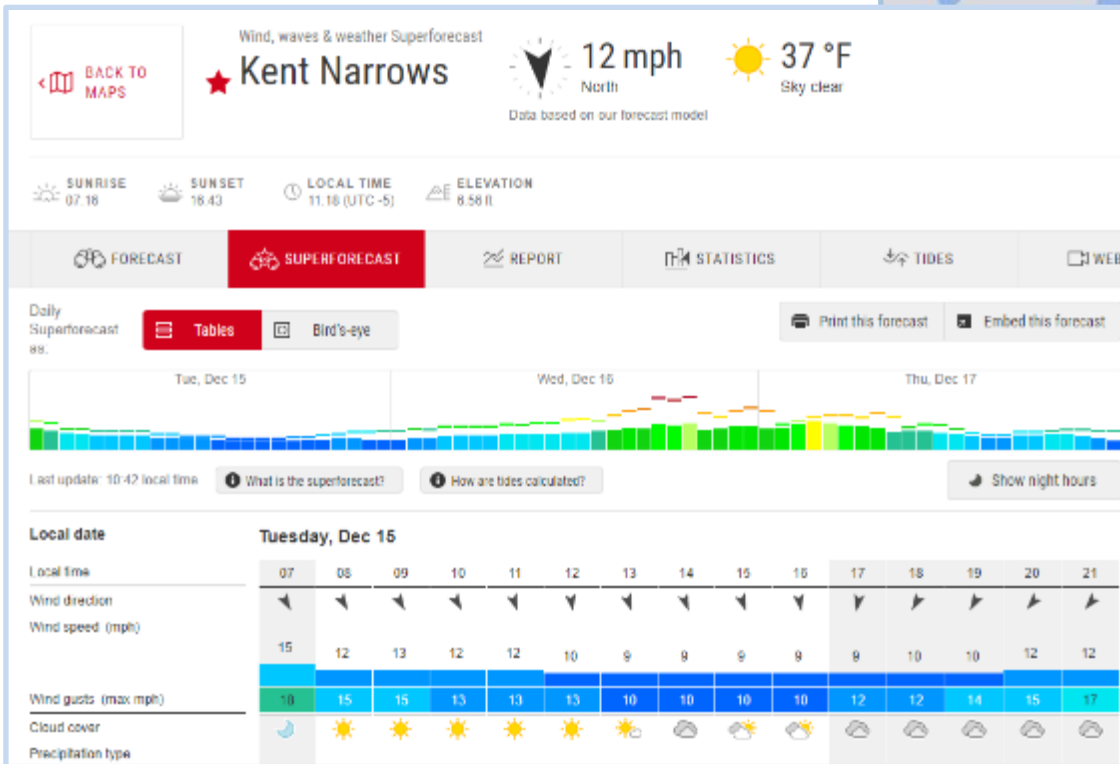 Wind, waves & weather Superforecast
BACK TO MAPS
Kent Narrows
12 mph
North
37 °F
Sky clear
Data based on our forecast model
SUNRISE
07.16
SUNSET
16.43
LOCAL TIME
11.16 (UTC -5)
ELEVATION
6.56 ft
FORECAST
SUPERFORECAST
REPORT
STATISTICS
TIDES
WEB
Daily
Superforecast
as:
Tables
Bird's-eye
Print this forecast
Embed this forecast
Tue, Dec 15
Wed, Dec 16
Thu, Dec 17
Last update: 10:42 local time
What is the superforecast?
How are tides calculated?
Show night hours
Local date
Tuesday, Dec 15
Local time 07 08 09 10 11 12 13 14 15 16 17 18 19 20 21
Wind direction
Wind speed (mph)
15 12 13 12 12 10 9 9 9 9 9 10 10 12 12
Wind gusts (max mph) 18 15 15 13 13 13 10 10 10 10 12 12 14 15 17
Cloud cover
Precipitation type